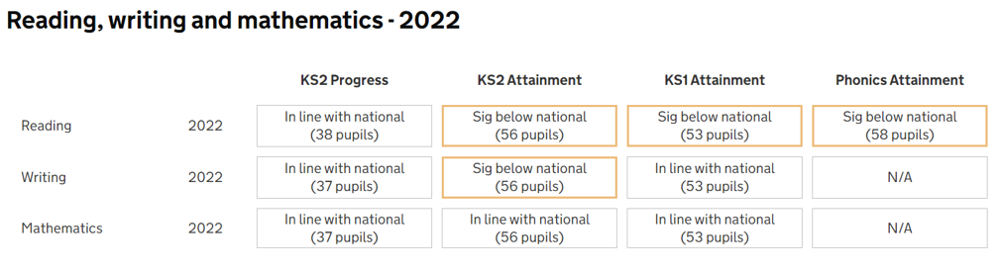 Reading, writing and mathematics - 2022
KS2 Progress KS2 Attainment KS1 Attainment Phonics Attainment
Reading 2022 In line with national (38 pupils) Sig below national (56 pupils) Sig below national (53 pupils) Sig below national (58 pupils)
Writing 2022 In line with national (37 pupils) Sig below national (56 pupils) In line with national (53 pupils) N/A
Mathematics 2022 In line with national (37 pupils) In line with national (56 pupils) In line with national (53 pupils) N/A